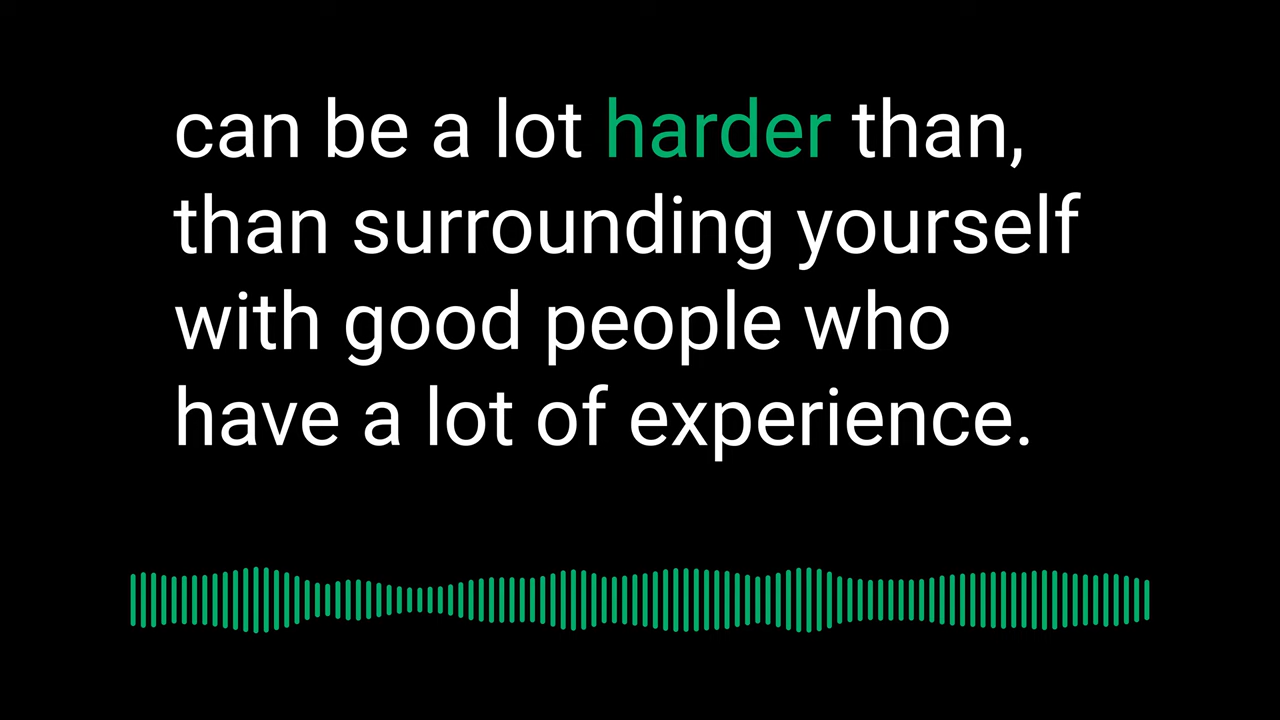 can be a lot harder than,
than surrounding yourself
with good people who
have a lot of experience.